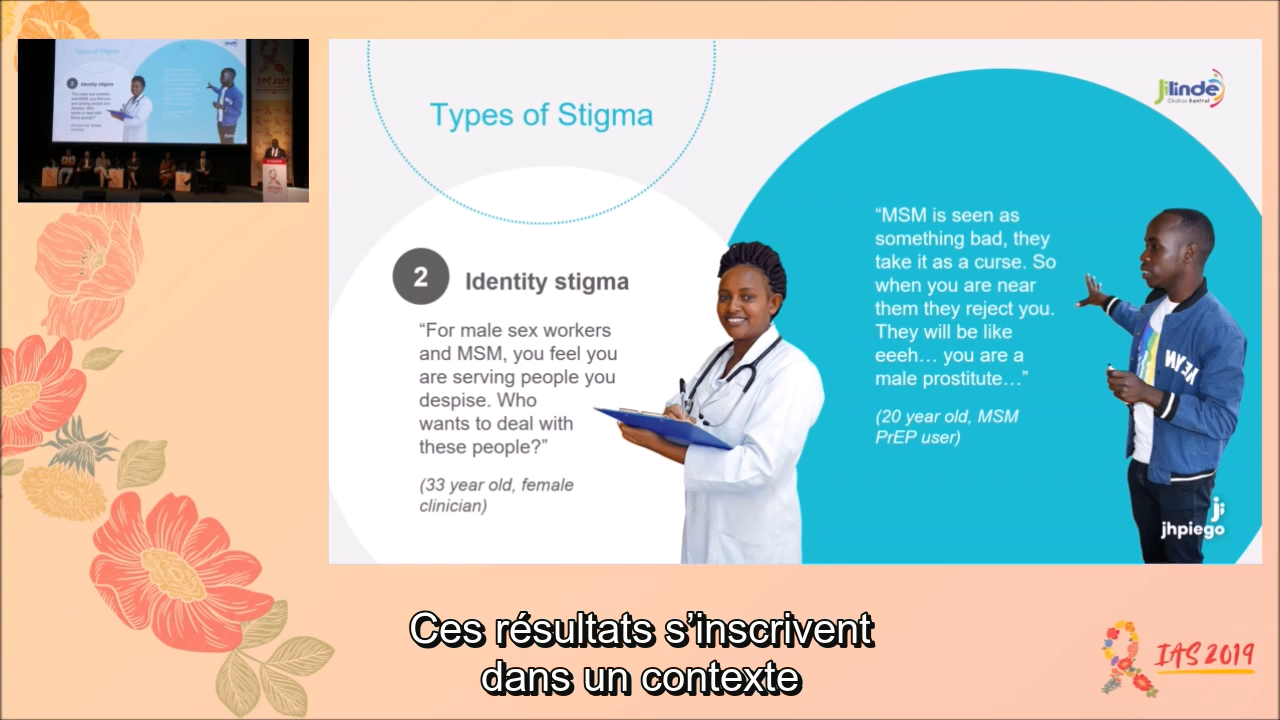 Types of Stigma
Jilinde
Chukua Kontrol
2
Identity stigma
“For male sex workers
and MSM, you feel you
are serving people you
despise. Who
wants to deal with
these people?”
(33 year old, female
clinician)
“MSM is seen as
something bad, they
take it as a curse. So
when you are near
them they reject you.
They will be like
eeeh… you are a
male prostitute…”
(20 year old, MSM
PrEP user)
jhpiego
Ces résultats s’inscrivent
dans un contexte
IAS 2019